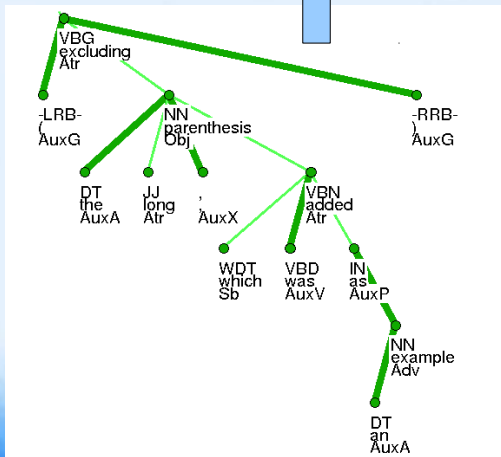 VBG
excluding
Atr
-LRB-
(
AuxG
NN
parenthesis
Obj
-RRB-
)
AuxG
DT
the
AuxA
JJ
long
Atr
,
,
AuxX
VBN
added
Atr
WDT
which
Sb
VBD
was
AuxV
IN
as
AuxP
NN
example
Adv
DT
an
AuxA